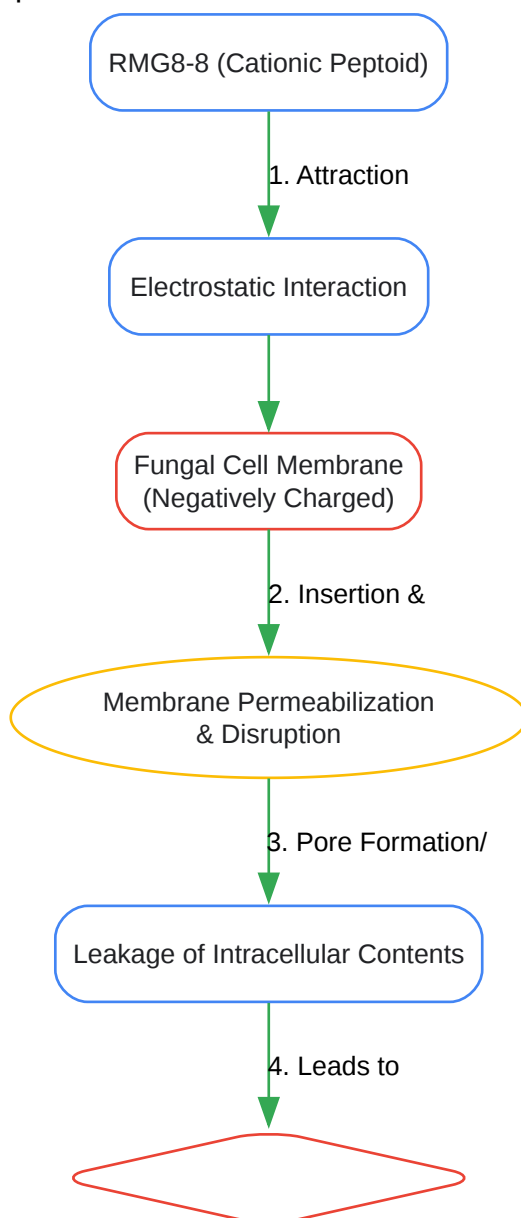 RMG8-8 (Cationic Peptoid)
1. Attraction
Electrostatic Interaction
Fungal Cell Membrane
(Negatively Charged)
2. Insertion &
Membrane Permeabilization
& Disruption
3. Pore Formation/
Leakage of Intracellular Contents
4. Leads to